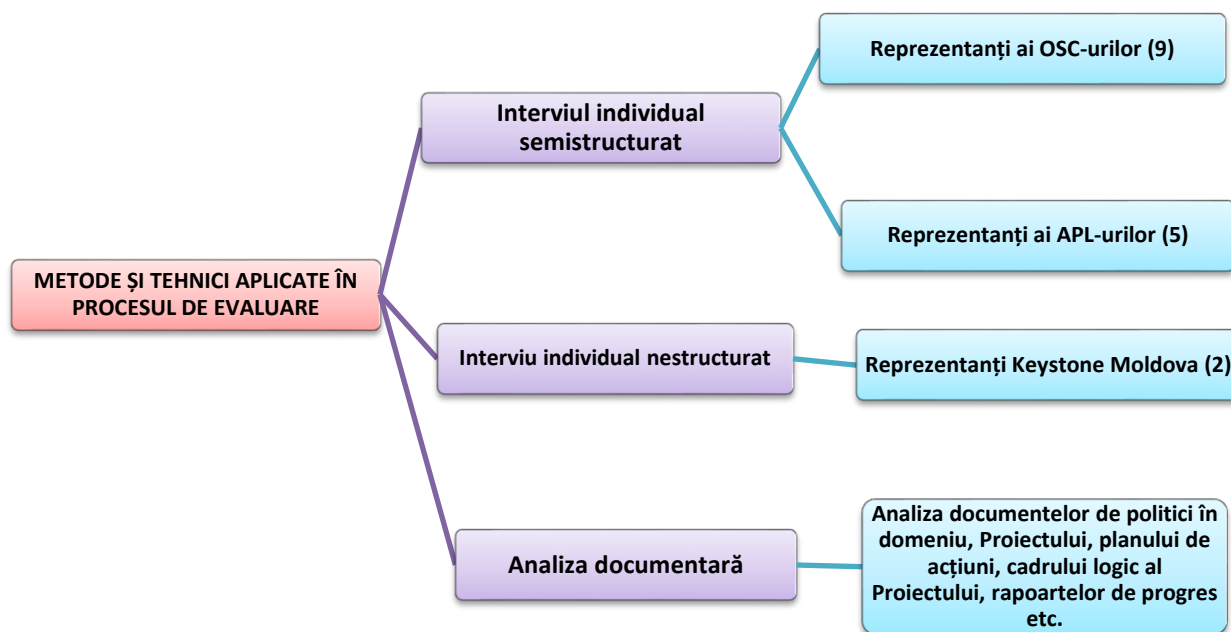 METODE ȘI TEHNICI APLICATE ÎN
PROCESUL DE EVALUARE
Interviul individual
semistructurat
Reprezentanți ai OSC-urilor (9)
Reprezentanți ai APL-urilor (5)
Interviu individual nestructurat
Reprezentanți Keystone Moldova (2)
Analiza documentară
Analiza documentelor de politici în
domeniu, Proiectului, planului de
acțiuni, cadrului logic al
Proiectului, rapoartelor de progres
etc.